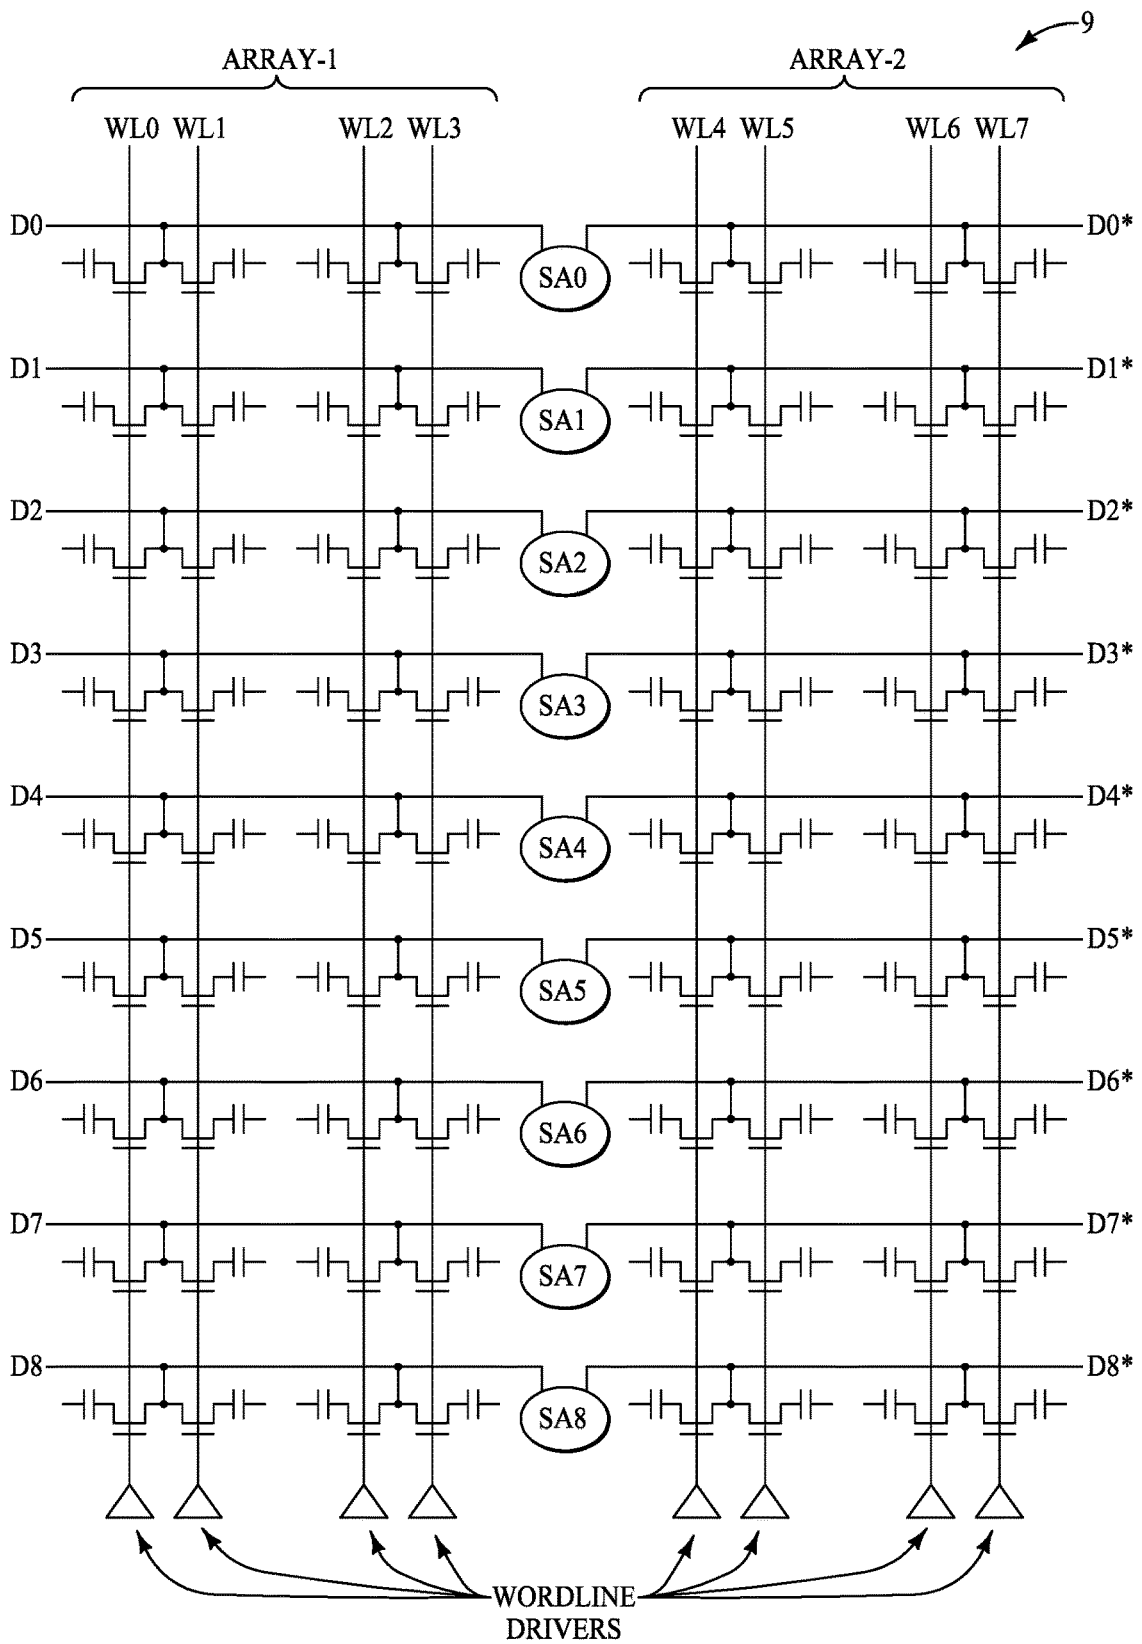 9
ARRAY-1 ARRAY-2
WL0 WL1 WL2 WL3 WL4 WL5 WL6 WL7
D0 D0*
SA0
D1 D1*
SA1
D2 D2*
SA2
D3 D3*
SA3
D4 D4*
SA4
D5 D5*
SA5
D6 D6*
SA6
D7 D7*
SA7
D8 D8*
SA8
WORDLINE
DRIVERS